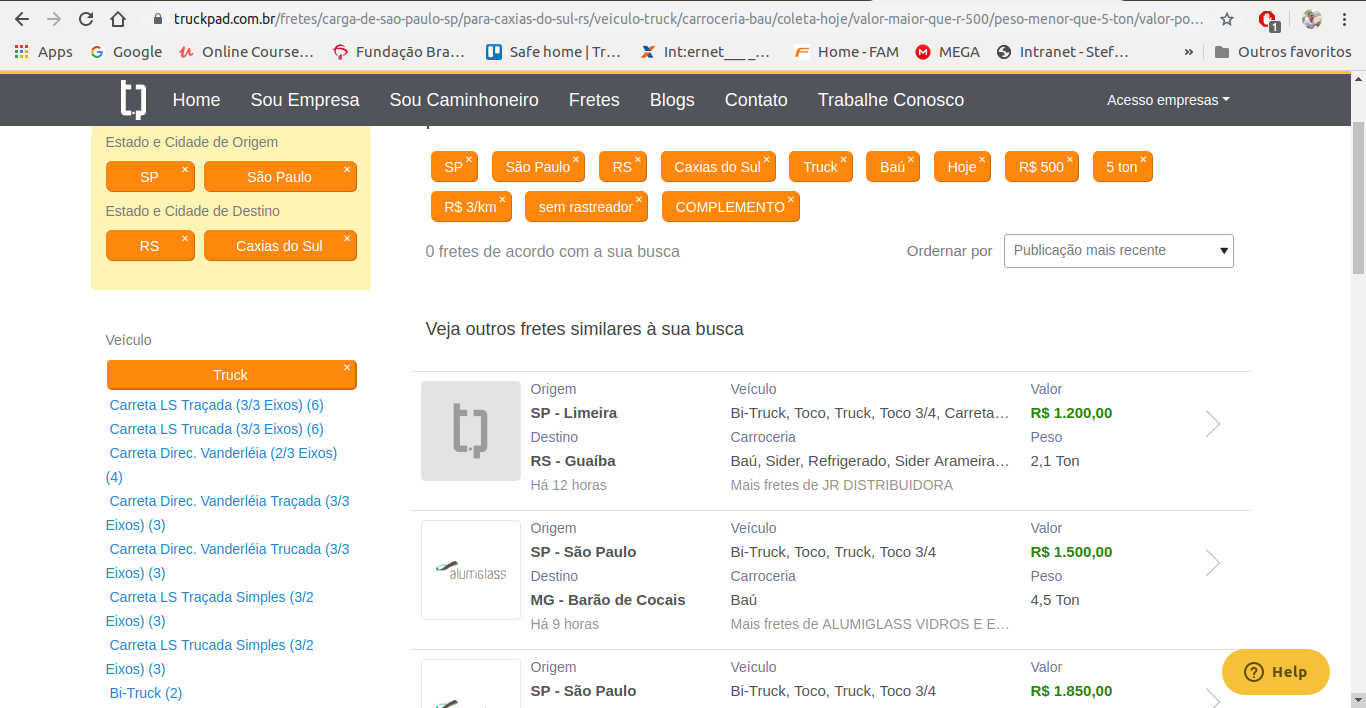 truckpad.com.br/fretes/carga-de-sao-paulo-sp/para-caxias-do-sul-rs/veiculo-truck/carroceria-bau/coleta-hoje/valor-maior-que-r-500/peso-menor-que-5-ton/valor-po...
1
Apps Google Online Course... Fundação Bra... Safe home | Tr... Int:ernet___ _... Home - FAM MEGA Intranet - Stef... » Outros favoritos
Home Sou Empresa Sou Caminhoneiro Fretes Blogs Contato Trabalhe Conosco Acesso empresas
Estado e Cidade de Origem
SP × São Paulo ×
Estado e Cidade de Destino
RS × Caxias do Sul ×
Veículo
Truck ×
Carreta LS Traçada (3/3 Eixos) (6)
Carreta LS Trucada (3/3 Eixos) (6)
Carreta Direc. Vanderléia (2/3 Eixos)
(4)
Carreta Direc. Vanderléia Traçada (3/3
Eixos) (3)
Carreta Direc. Vanderléia Trucada (3/3
Eixos) (3)
Carreta LS Traçada Simples (3/2
Eixos) (3)
Carreta LS Trucada Simples (3/2
Eixos) (3)
Bi-Truck (2)
SP × São Paulo × RS × Caxias do Sul × Truck × Baú × Hoje × R$ 500 × 5 ton ×
R$ 3/km × sem rastreador × COMPLEMENTO ×
0 fretes de acordo com a sua busca Ordernar por Publicação mais recente
Veja outros fretes similares à sua busca
Origem Veículo Valor
SP - Limeira Bi-Truck, Toco, Truck, Toco 3/4, Carreta… R$ 1.200,00
Destino Carroceria Peso
RS - Guaíba Baú, Sider, Refrigerado, Sider Arameira… 2,1 Ton
Há 12 horas Mais fretes de JR DISTRIBUIDORA
alumiglass
Origem Veículo Valor
SP - São Paulo Bi-Truck, Toco, Truck, Toco 3/4 R$ 1.500,00
Destino Carroceria Peso
MG - Barão de Cocais Baú 4,5 Ton
Há 9 horas Mais fretes de ALUMIGLASS VIDROS E E…
Origem Veículo Valor
SP - São Paulo Bi-Truck, Toco, Truck, Toco 3/4 R$ 1.850,00
? Help